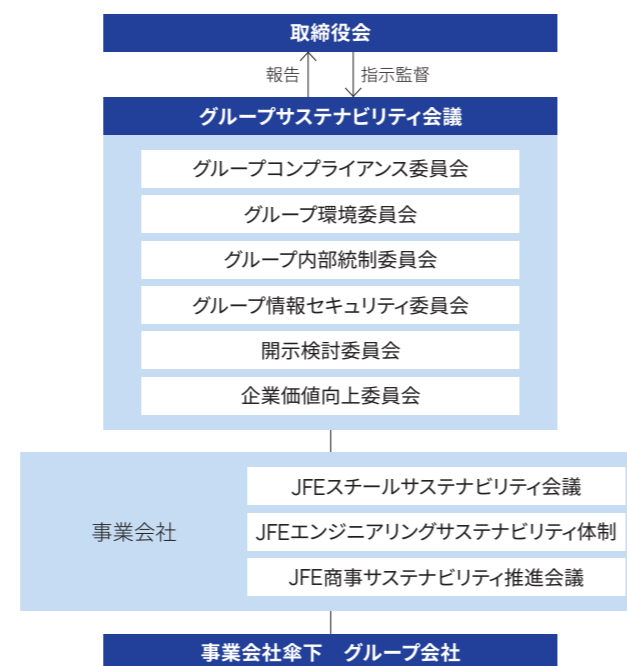 取締役会
報告
指示監督
グループサステナビリティ会議
グループコンプライアンス委員会
グループ環境委員会
グループ内部統制委員会
グループ情報セキュリティ委員会
開示検討委員会
企業価値向上委員会
事業会社
JFEスチールサステナビリティ会議
JFEエンジニアリングサステナビリティ体制
JFE商事サステナビリティ推進会議
事業会社傘下　グループ会社